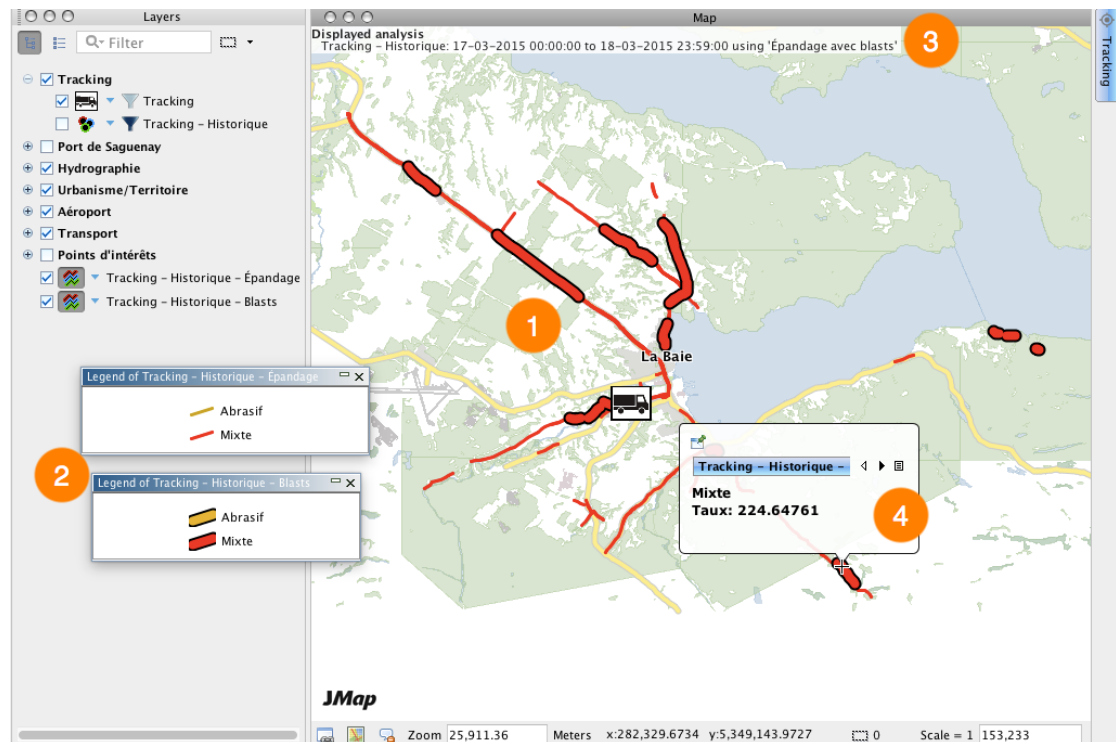 Layers
Filter
Tracking
Tracking
Tracking - Historique
Port de Saguenay
Hydrographie
Urbanisme/Territoire
Aéroport
Transport
Points d'intérêts
Tracking - Historique - Épandage
Tracking - Historique - Blasts
Legend of Tracking - Historique - Épandage
Abrasif
Mixte
2
Legend of Tracking - Historique - Blasts
Abrasif
Mixte
Map
Displayed analysis
Tracking - Historique: 17-03-2015 00:00:00 to 18-03-2015 23:59:00 using 'Épandage avec blasts'
3
1
La Baie
Tracking - Historique -
Mixte
Taux: 224.64761
4
JMap
Zoom 25,911.36 Meters x:282,329.6734 y:5,349,143.9727 0 Scale = 1 153,233
Tracking